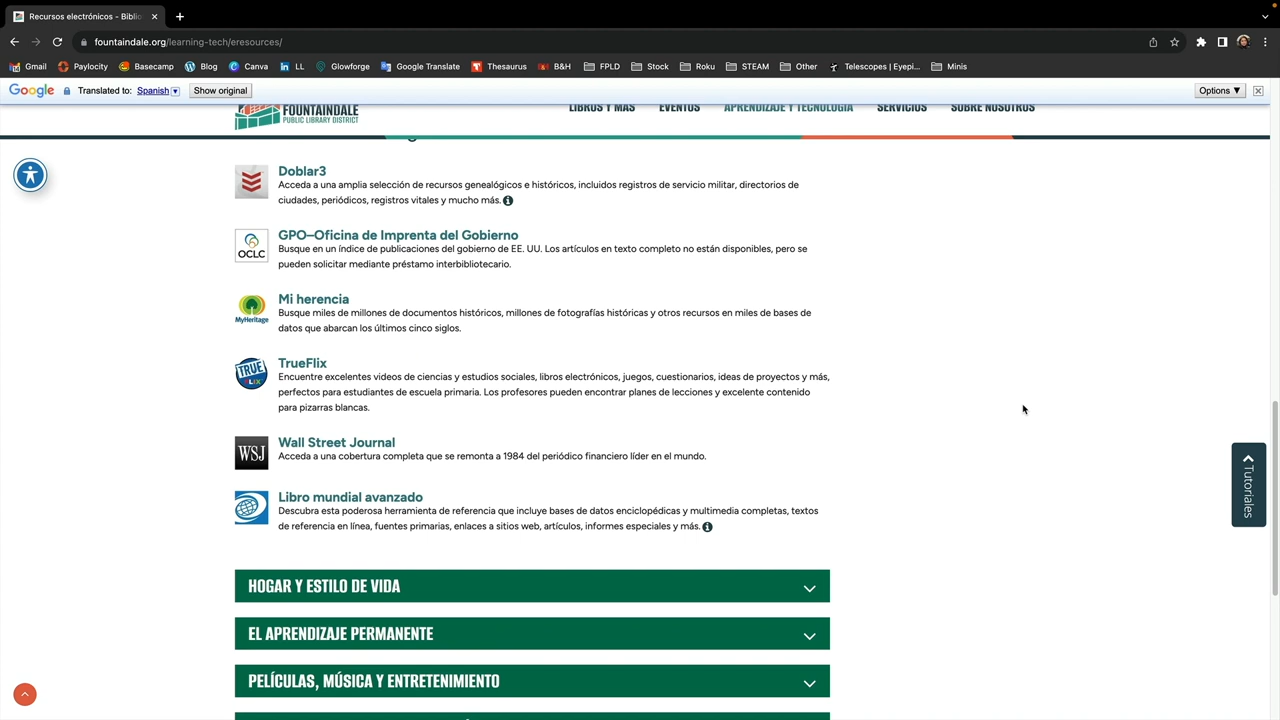 Recursos electrónicos - Biblio
fountaindale.org/learning-tech/eresources/
Gmail Paylocity Basecamp Blog Canva LL Glowforge Google Translate Thesaurus B&H FPLD Stock Roku STEAM Other Telescopes | Eyepi... Minis
Google Translated to: Spanish Show original Options ▼
FOUNTAINDALE
PUBLIC LIBRARY DISTRICT
LIBROS Y MÁS EVENTOS APRENDIZAJE Y TECNOLOGÍA SERVICIOS SOBRE NOSOTROS
Doblar3
Acceda a una amplia selección de recursos genealógicos e históricos, incluidos registros de servicio militar, directorios de
ciudades, periódicos, registros vitales y mucho más.
OCLC
GPO–Oficina de Imprenta del Gobierno
Busque en un índice de publicaciones del gobierno de EE. UU. Los artículos en texto completo no están disponibles, pero se
pueden solicitar mediante préstamo interbibliotecario.
MyHeritage
Mi herencia
Busque miles de millones de documentos históricos, millones de fotografías históricas y otros recursos en miles de bases de
datos que abarcan los últimos cinco siglos.
TRUE
FLIX
TrueFlix
Encuentre excelentes videos de ciencias y estudios sociales, libros electrónicos, juegos, cuestionarios, ideas de proyectos y más,
perfectos para estudiantes de escuela primaria. Los profesores pueden encontrar planes de lecciones y excelente contenido
para pizarras blancas.
WSJ
Wall Street Journal
Acceda a una cobertura completa que se remonta a 1984 del periódico financiero líder en el mundo.
Libro mundial avanzado
Descubra esta poderosa herramienta de referencia que incluye bases de datos enciclopédicas y multimedia completas, textos
de referencia en línea, fuentes primarias, enlaces a sitios web, artículos, informes especiales y más.
Tutoriales
HOGAR Y ESTILO DE VIDA
EL APRENDIZAJE PERMANENTE
PELÍCULAS, MÚSICA Y ENTRETENIMIENTO